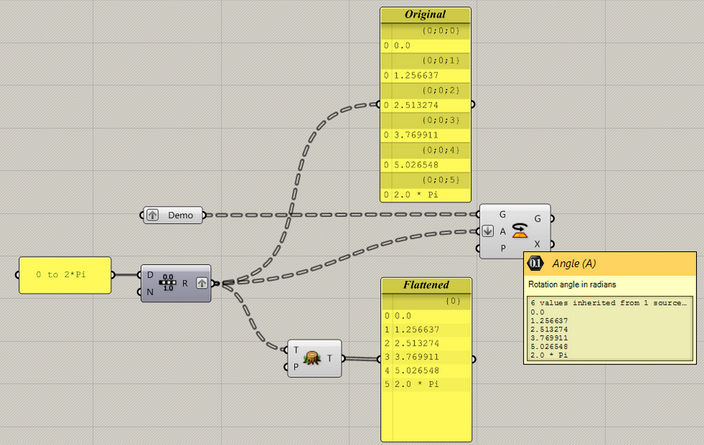 Original
{0;0;0}
0 0.0
{0;0;1}
0 1.256637
{0;0;2}
0 2.513274
{0;0;3}
0 3.769911
{0;0;4}
0 5.026548
{0;0;5}
0 2.0 * Pi
Demo
G
A
P
G
X
0 to 2*Pi
D
N
0.0
1.0
R
0.1
Angle (A)
Rotation angle in radians
6 values inherited from 1 source...
0.0
1.256637
2.513274
3.769911
5.026548
2.0 * Pi
Flattened
{0}
0 0.0
1 1.256637
2 2.513274
3 3.769911
4 5.026548
5 2.0 * Pi
T
P
T